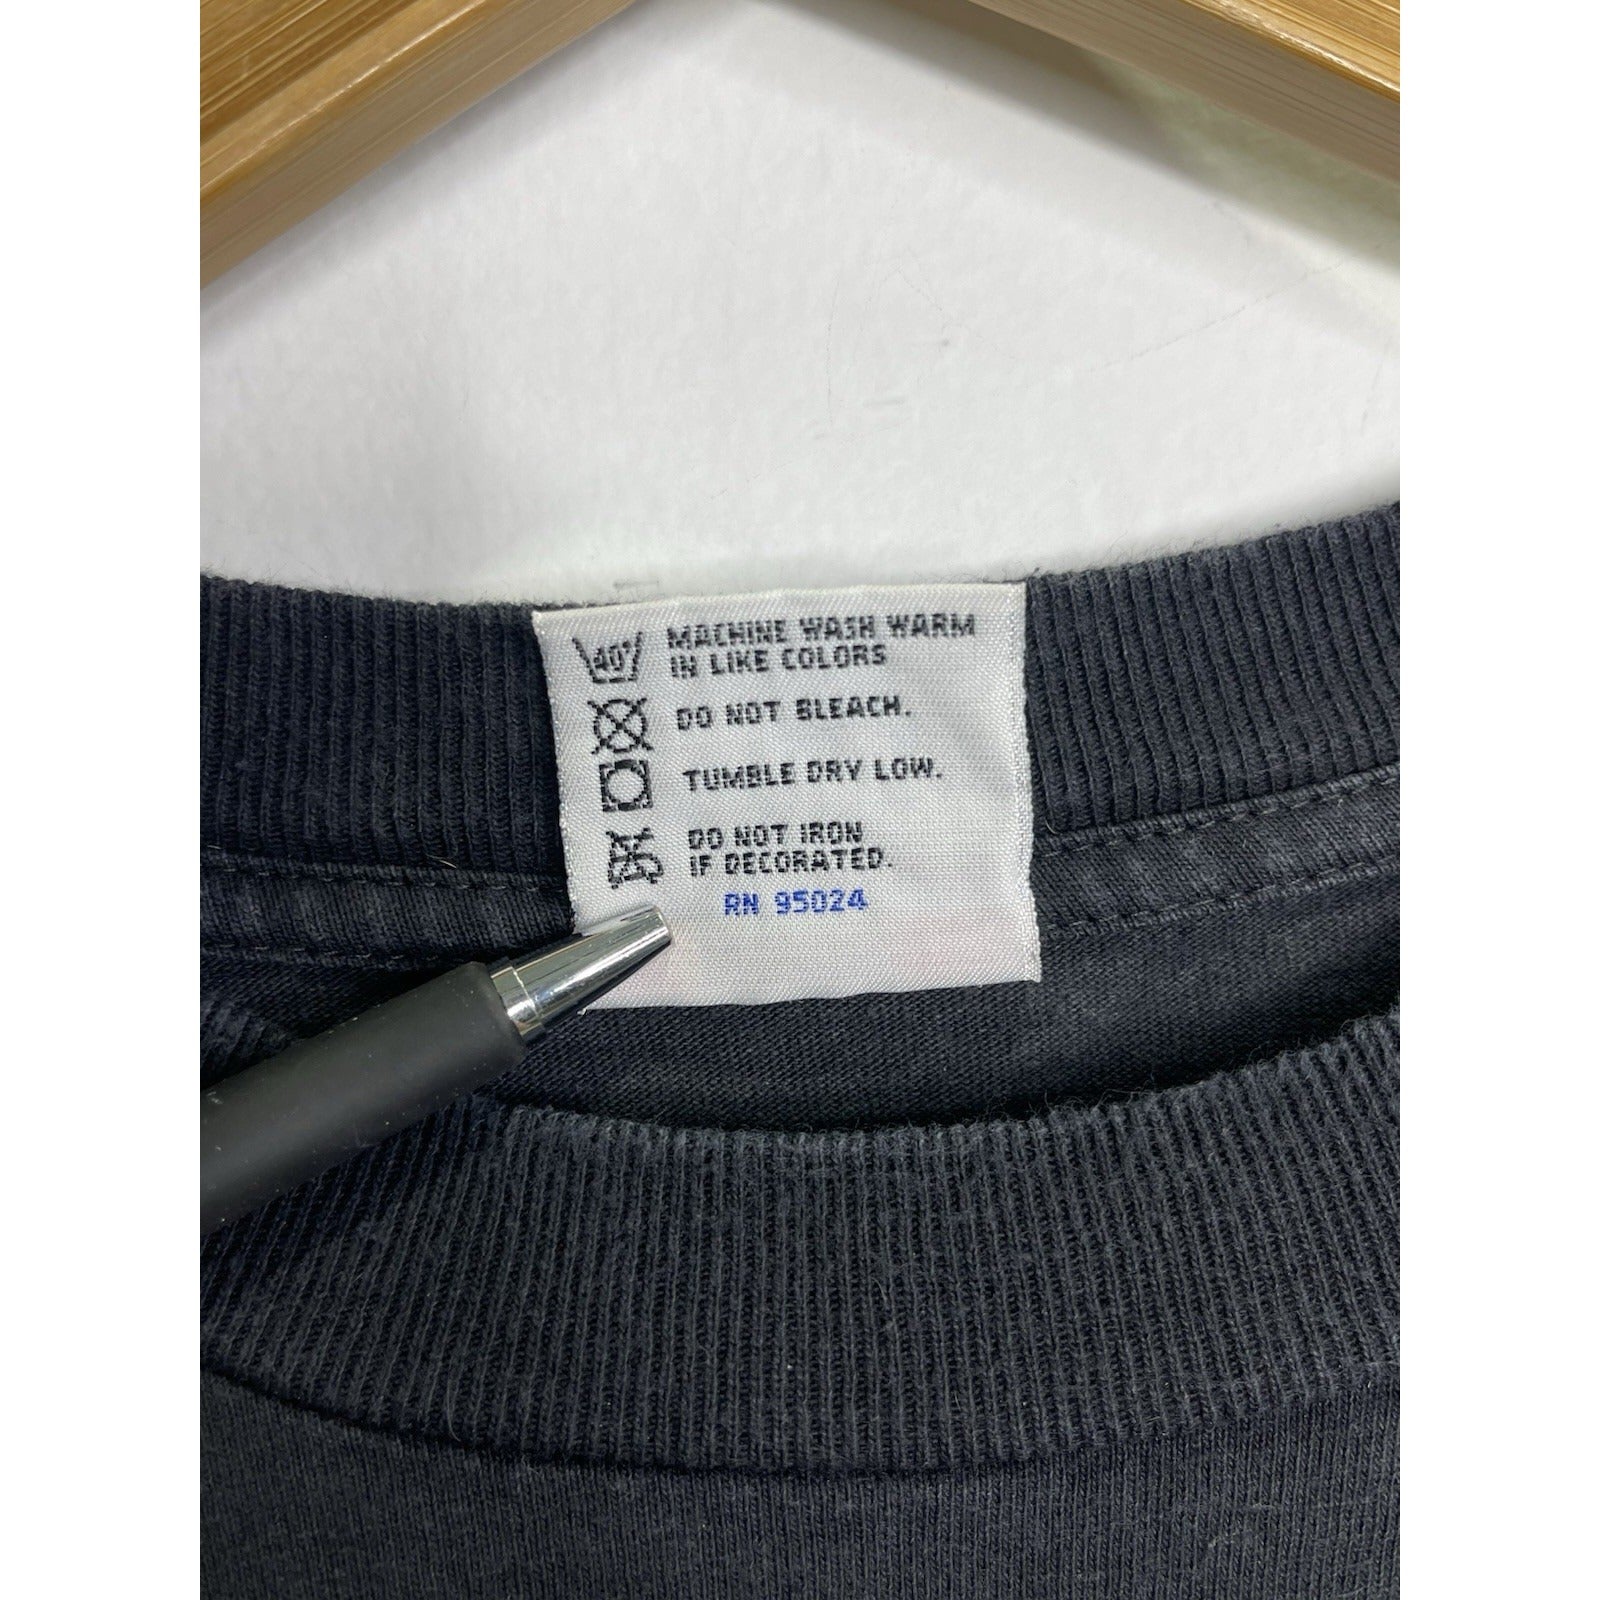 40°
MACHINE WASH WARM
IN LIKE COLORS
DO NOT BLEACH.
TUMBLE DRY LOW.
DO NOT IRON
IF DECORATED.
RN 95024